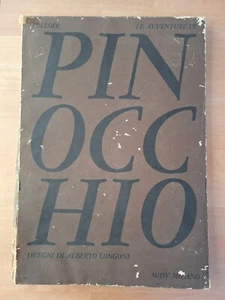 LE AVVENTURE DI
PIN
OCC
HIO
DISEGNI DI ALBERTO LONGONI